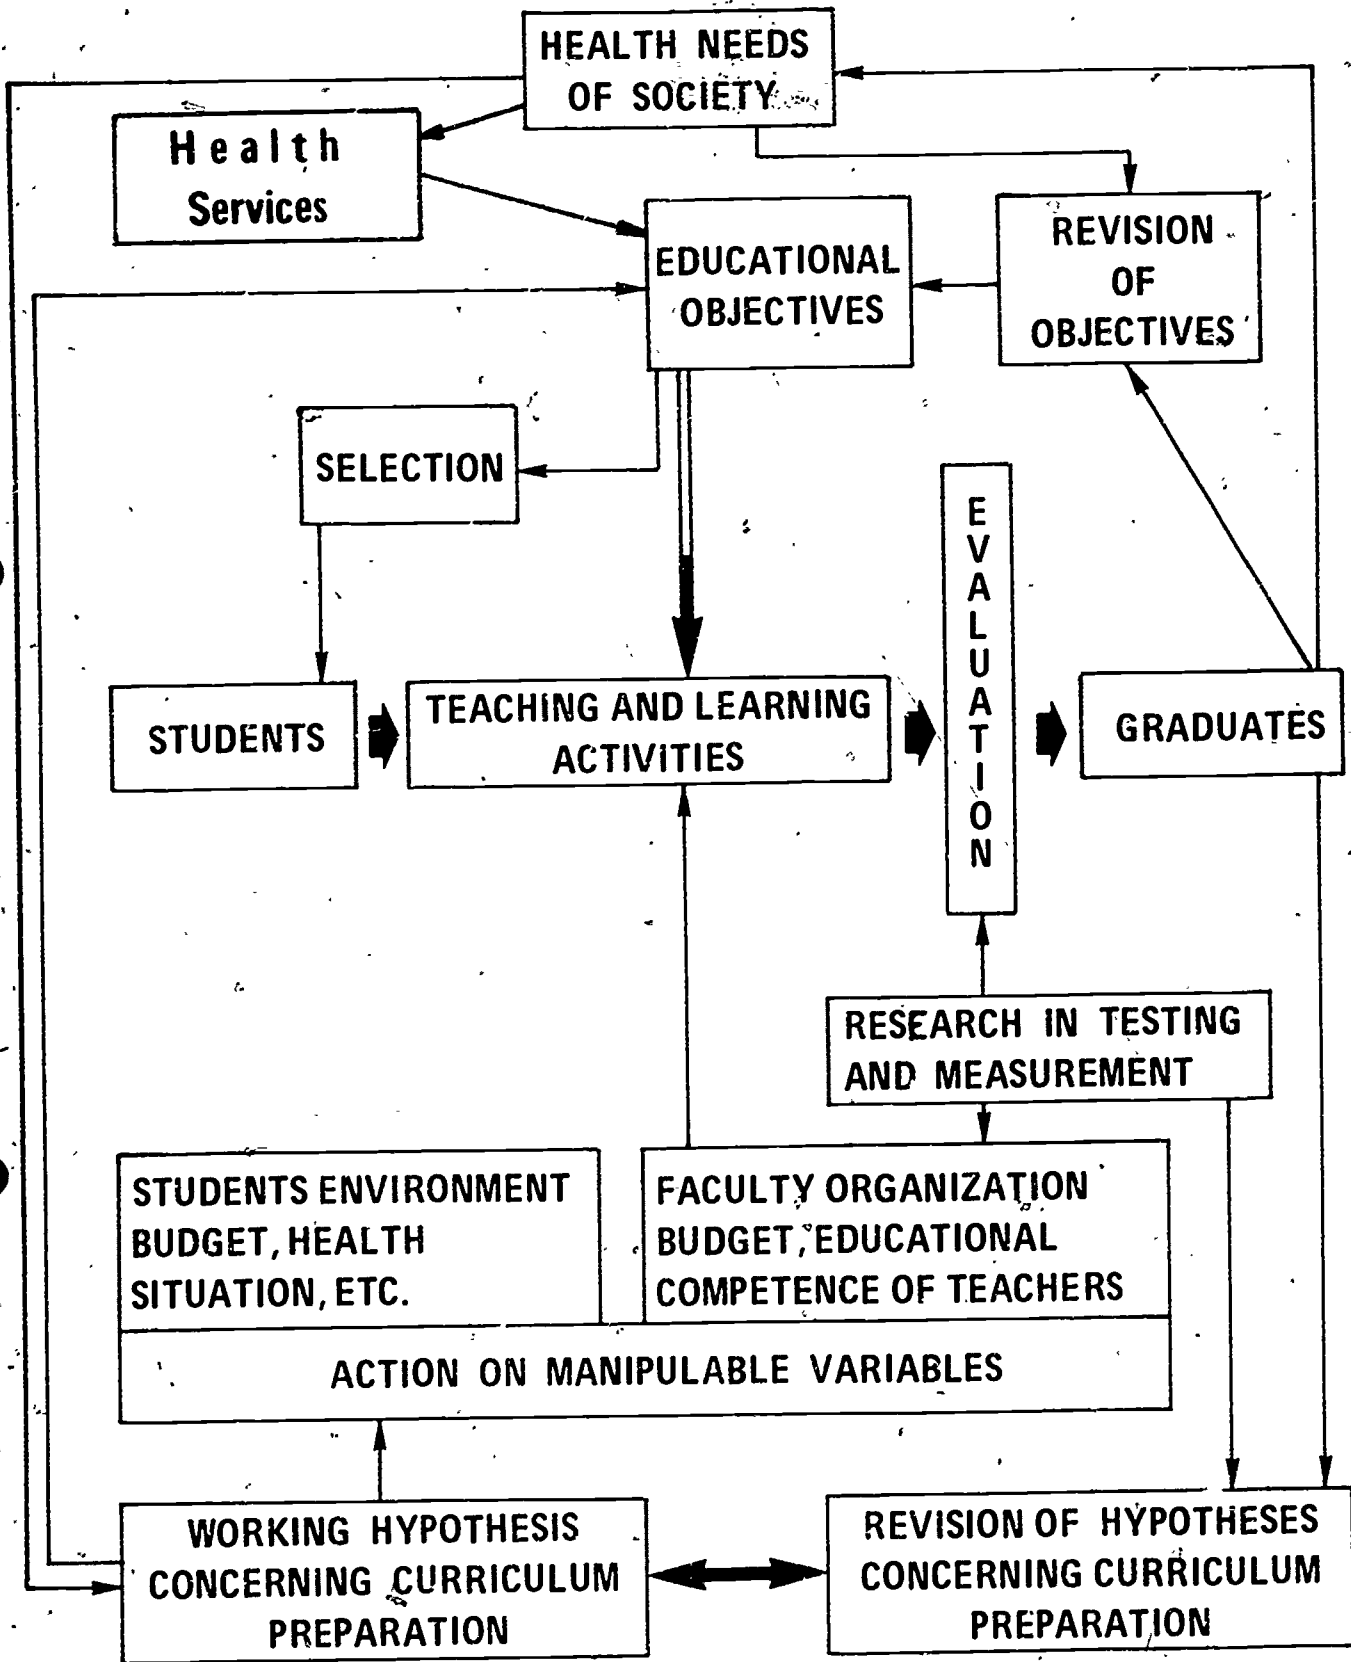 HEALTH NEEDS
OF SOCIETY
Health
Services
EDUCATIONAL
OBJECTIVES
REVISION
OF
OBJECTIVES
SELECTION
EVALUATION
STUDENTS
TEACHING AND LEARNING
ACTIVITIES
GRADUATES
RESEARCH IN TESTING
AND MEASUREMENT
STUDENTS ENVIRONMENT
BUDGET, HEALTH
SITUATION, ETC.
FACULTY ORGANIZATION
BUDGET, EDUCATIONAL
COMPETENCE OF TEACHERS
ACTION ON MANIPULABLE VARIABLES
WORKING HYPOTHESIS
CONCERNING CURRICULUM
PREPARATION
REVISION OF HYPOTHESES
CONCERNING CURRICULUM
PREPARATION